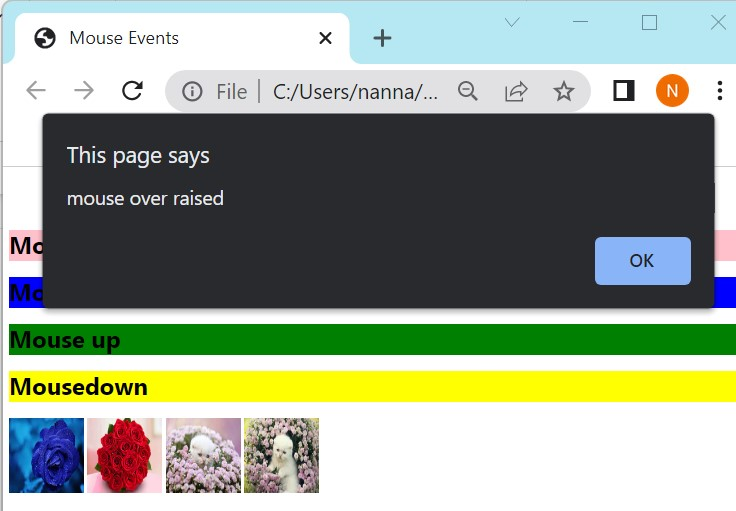 Mouse Events
File
C:/Users/nanna/...
N
This page says
mouse over raised
OK
Mo
Mo
Mouse up
Mousedown